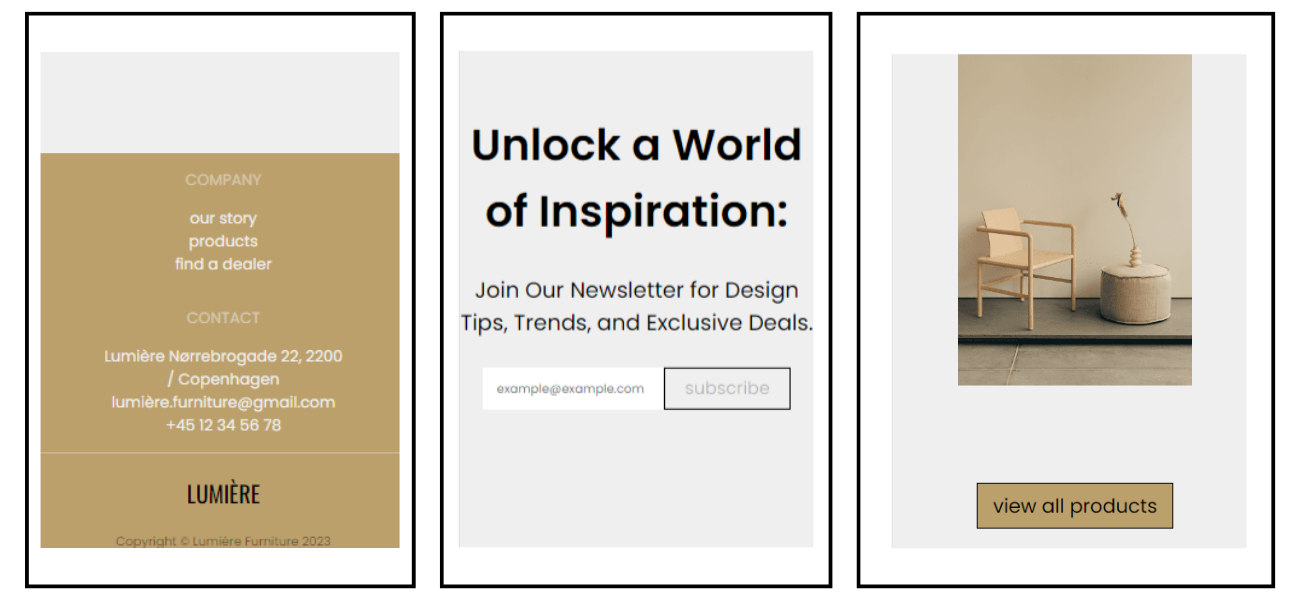 COMPANY
our story
products
find a dealer
CONTACT
Lumière Nørrebrogade 22, 2200
/ Copenhagen
lumière.furniture@gmail.com
+45 12 34 56 78
LUMIÈRE
Copyright © Lumière Furniture 2023
Unlock a World
of Inspiration:
Join Our Newsletter for Design
Tips, Trends, and Exclusive Deals.
example@example.com
subscribe
view all products